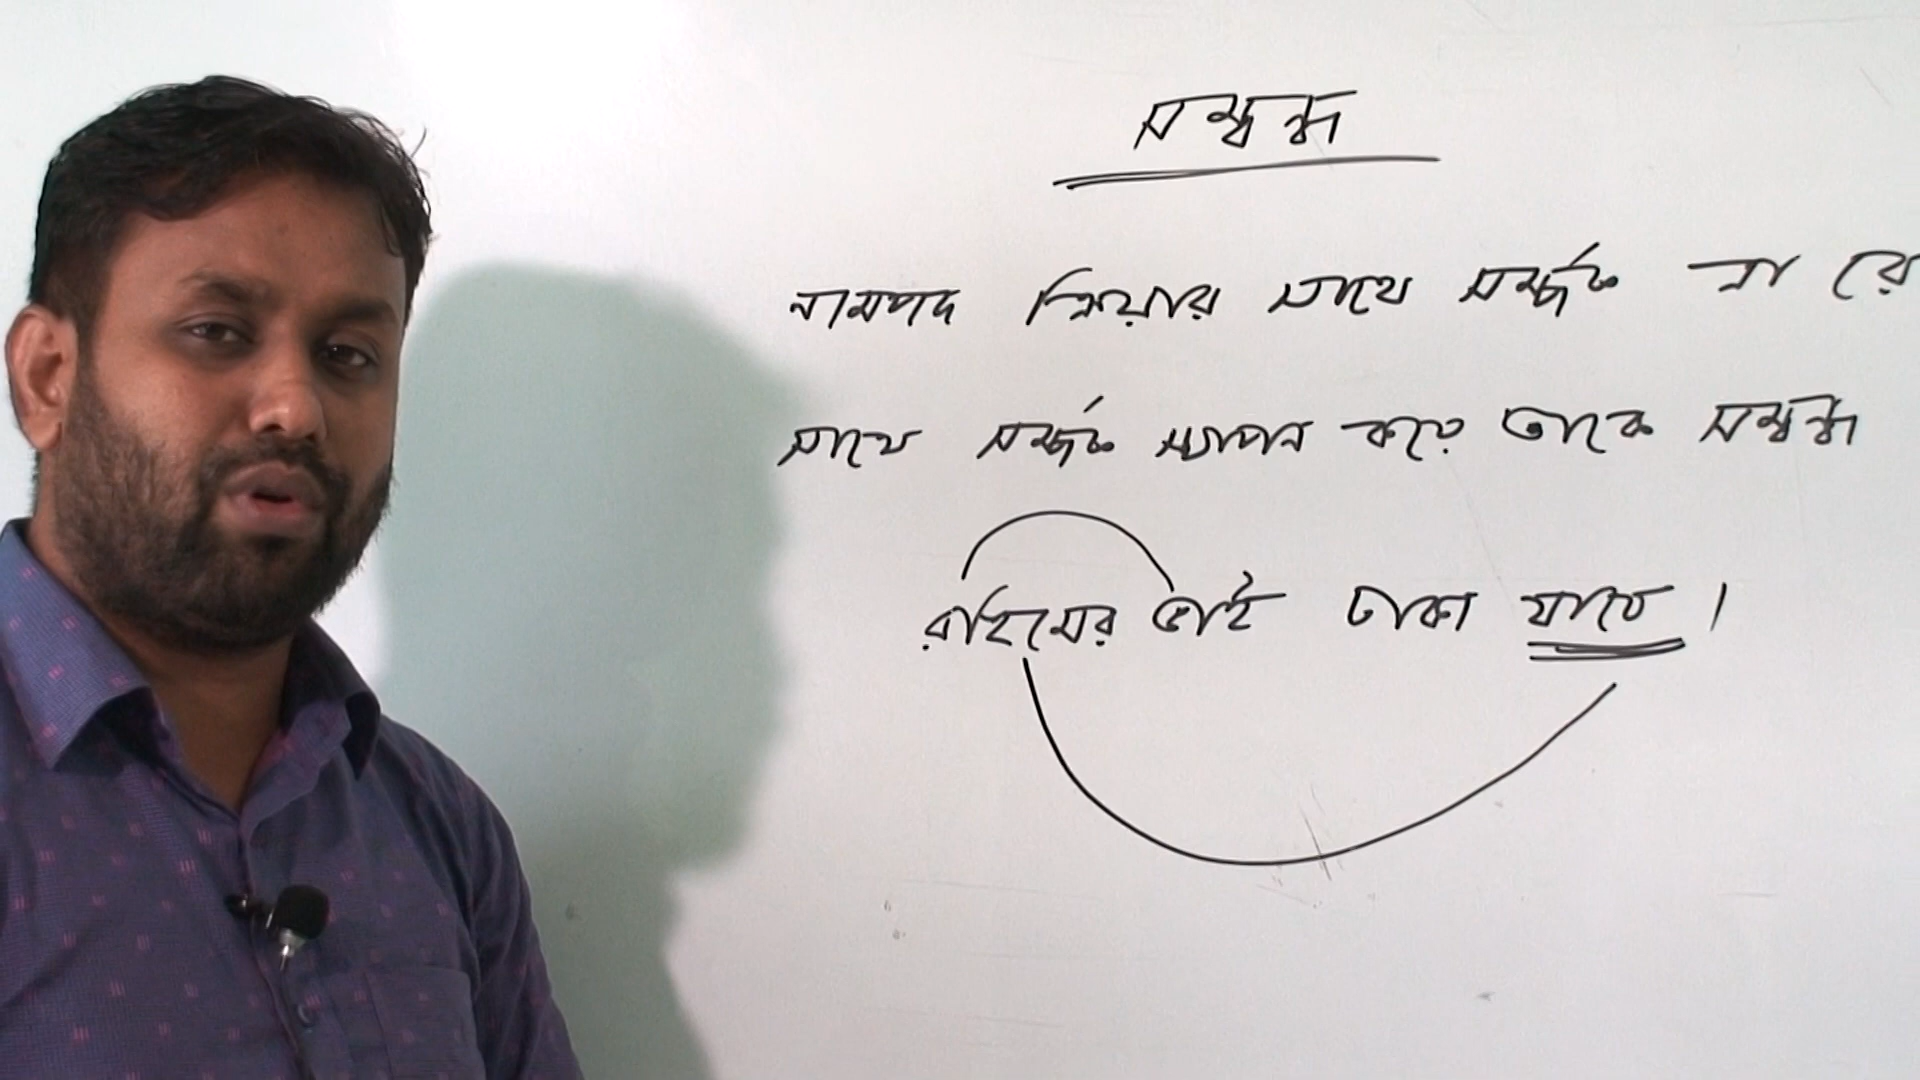 সম্বন্ধ
নামপদ ক্রিয়ার সাথে সম্পর্ক না রে
সাথে সম্পর্ক স্থাপন করে তাকে সম্বন্ধ
রহিমের ভাই ঢাকা যাবে ।